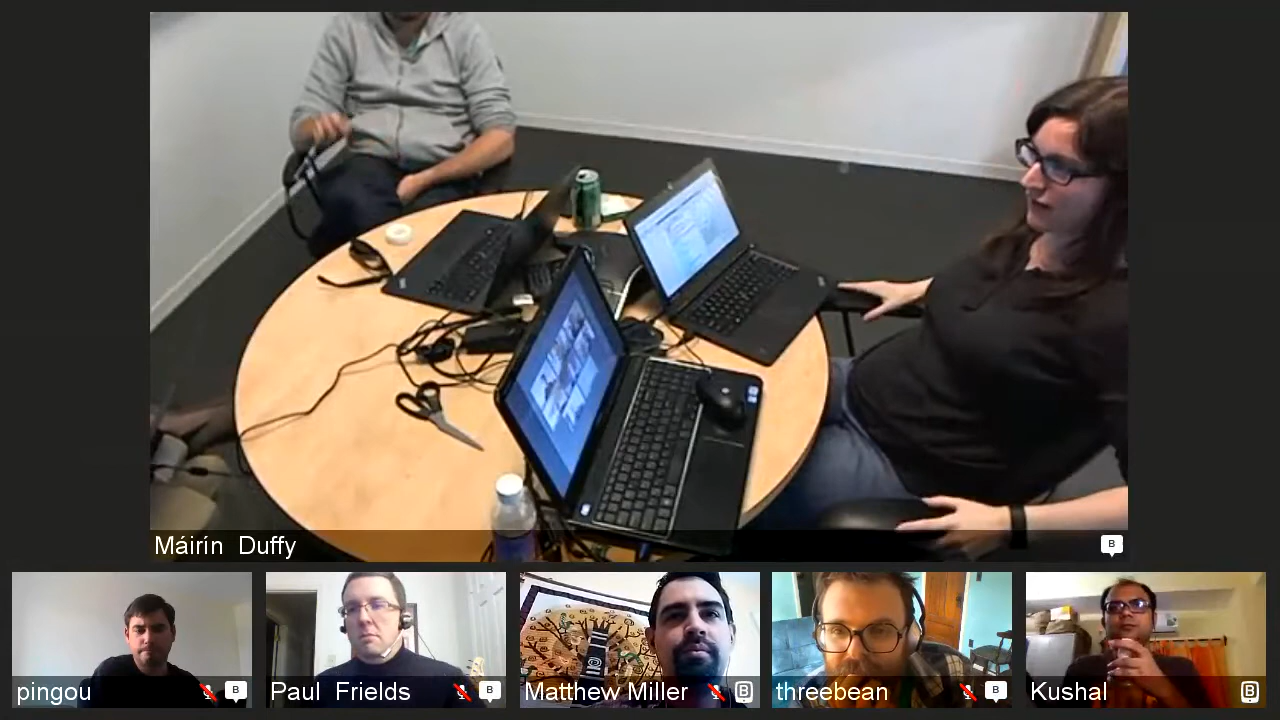 Máirín Duffy
B
pingou
B
Paul Frields
B
Matthew Miller
B
threebean
B
Kushal
B